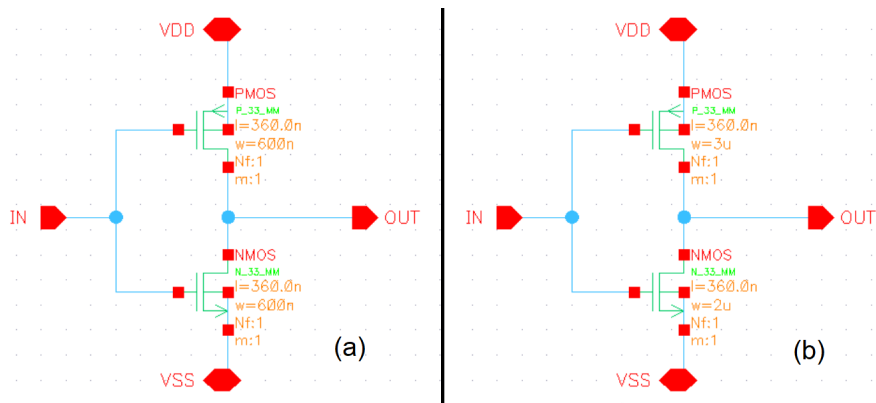 VDD
PMOS
P_33_MM
l=360.0n
w=600n
Nf:1
m:1
IN
OUT
NMOS
N_33_MM
l=360.0n
w=600n
Nf:1
m:1
VSS
(a)
VDD
PMOS
P_33_MM
l=360.0n
w=3u
Nf:1
m:1
IN
OUT
NMOS
N_33_MM
l=360.0n
w=2u
Nf:1
m:1
VSS
(b)